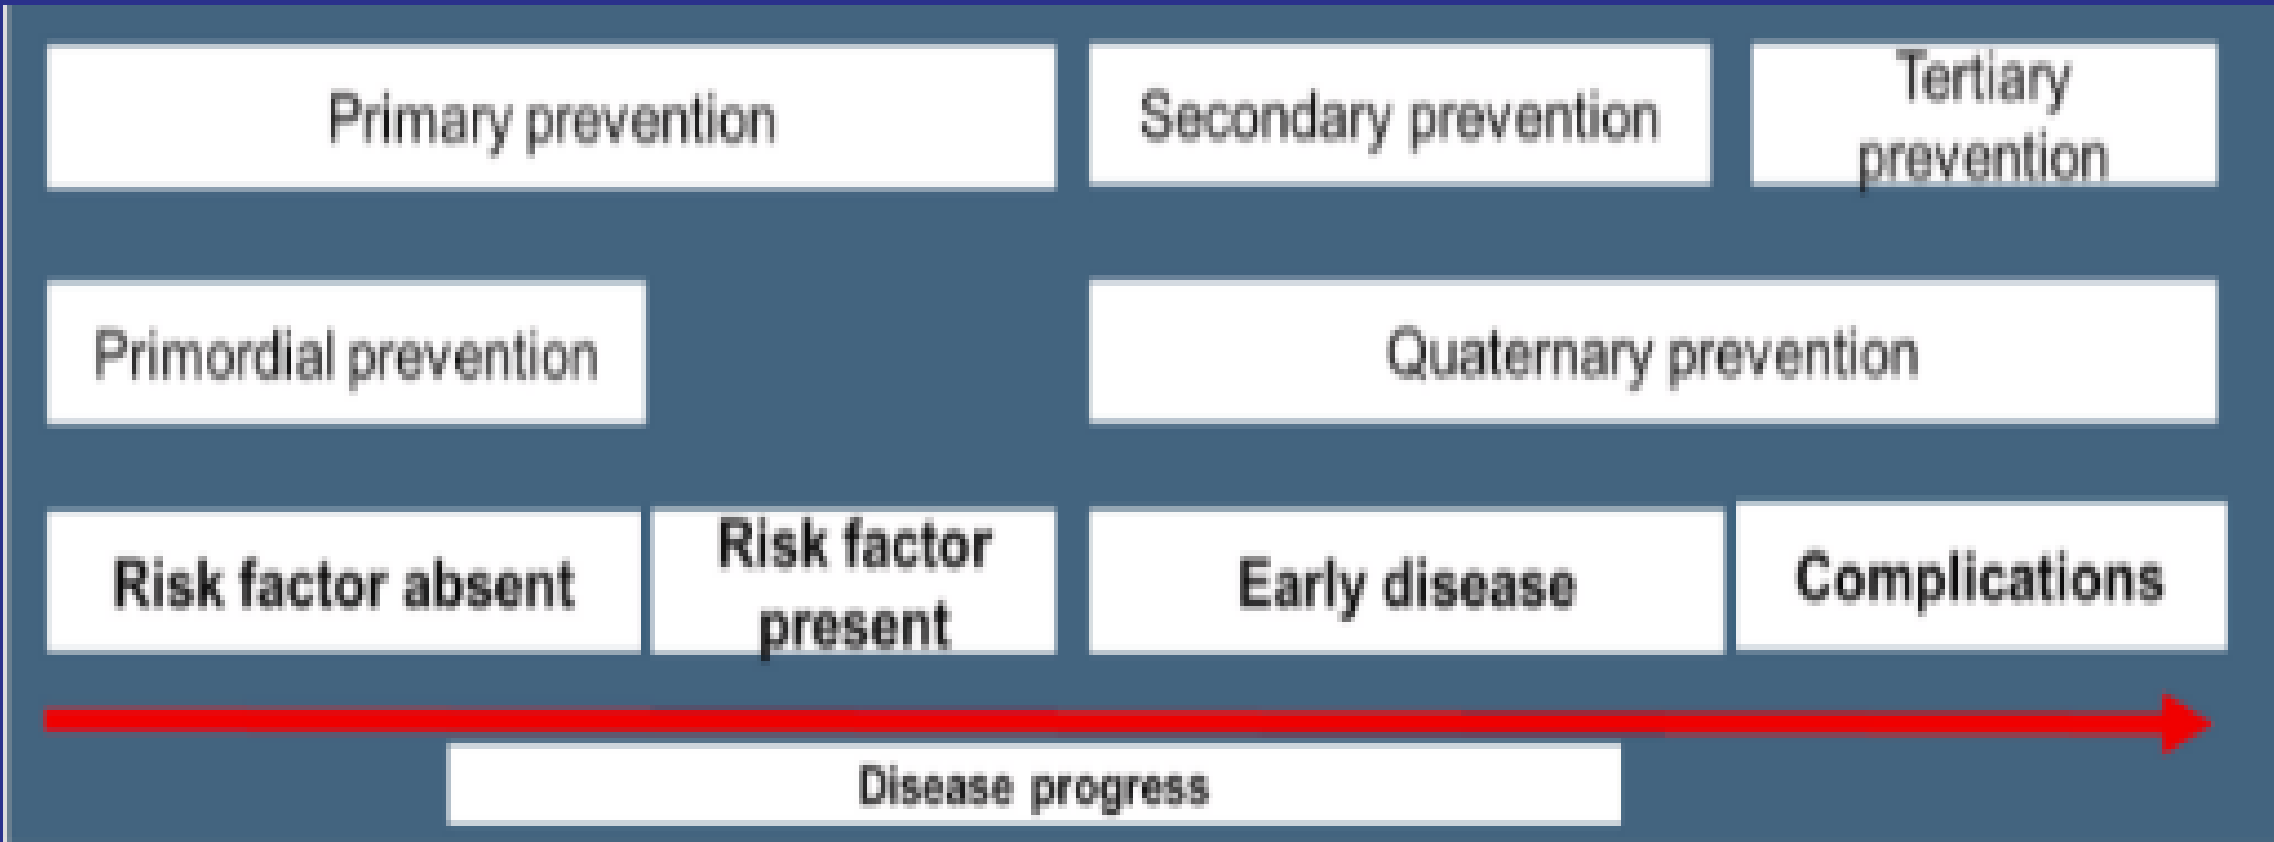 Primary prevention
Secondary prevention
Tertiary
prevention
Primordial prevention
Quaternary prevention
Risk factor absent
Risk factor
present
Early disease
Complications
Disease progress